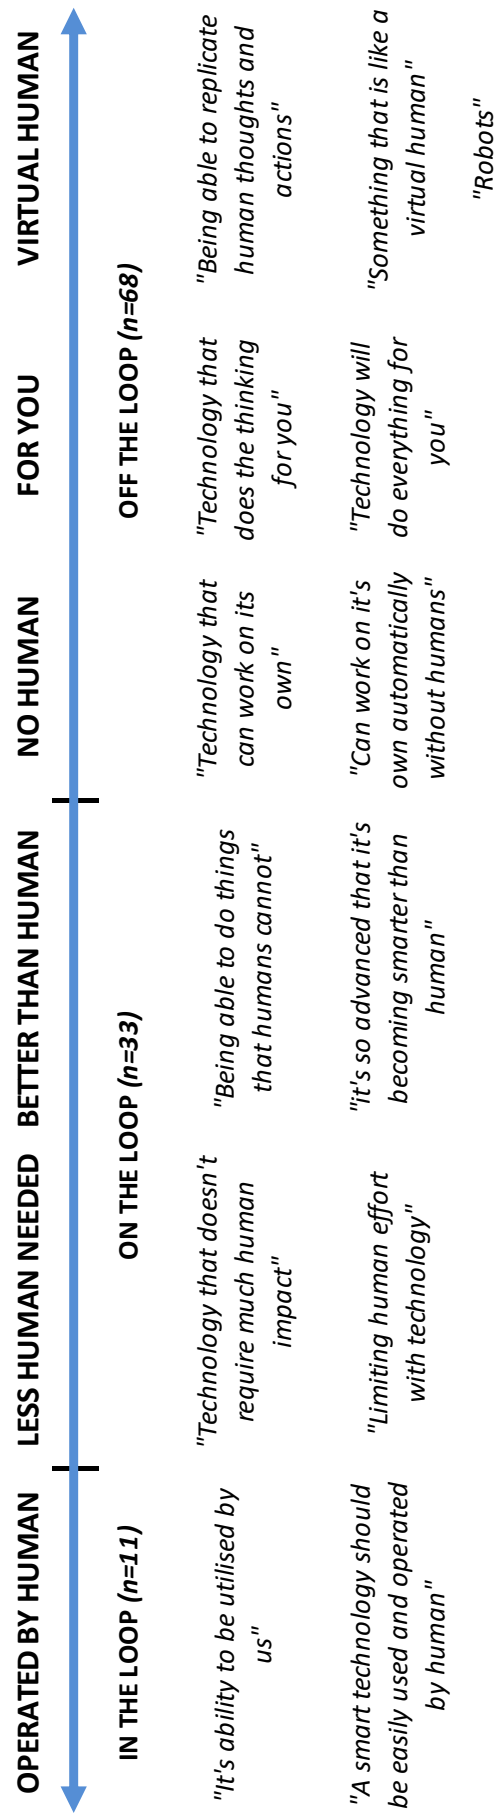 OPERATED BY HUMAN
LESS HUMAN NEEDED
BETTER THAN HUMAN
NO HUMAN
FOR YOU
VIRTUAL HUMAN
IN THE LOOP (n=11)
ON THE LOOP (n=33)
OFF THE LOOP (n=68)
"It's ability to be utilised by
us"
"A smart technology should
be easily used and operated
by human"
"Technology that doesn't
require much human
impact"
"Limiting human effort
with technology"
"Being able to do things
that humans cannot"
"it's so advanced that it's
becoming smarter than
human"
"Technology that
can work on its
own"
"Can work on it's
own automatically
without humans"
"Technology that
does the thinking
for you"
"Technology will
do everything for
you"
"Being able to replicate
human thoughts and
actions"
"Something that is like a
virtual human"
"Robots"